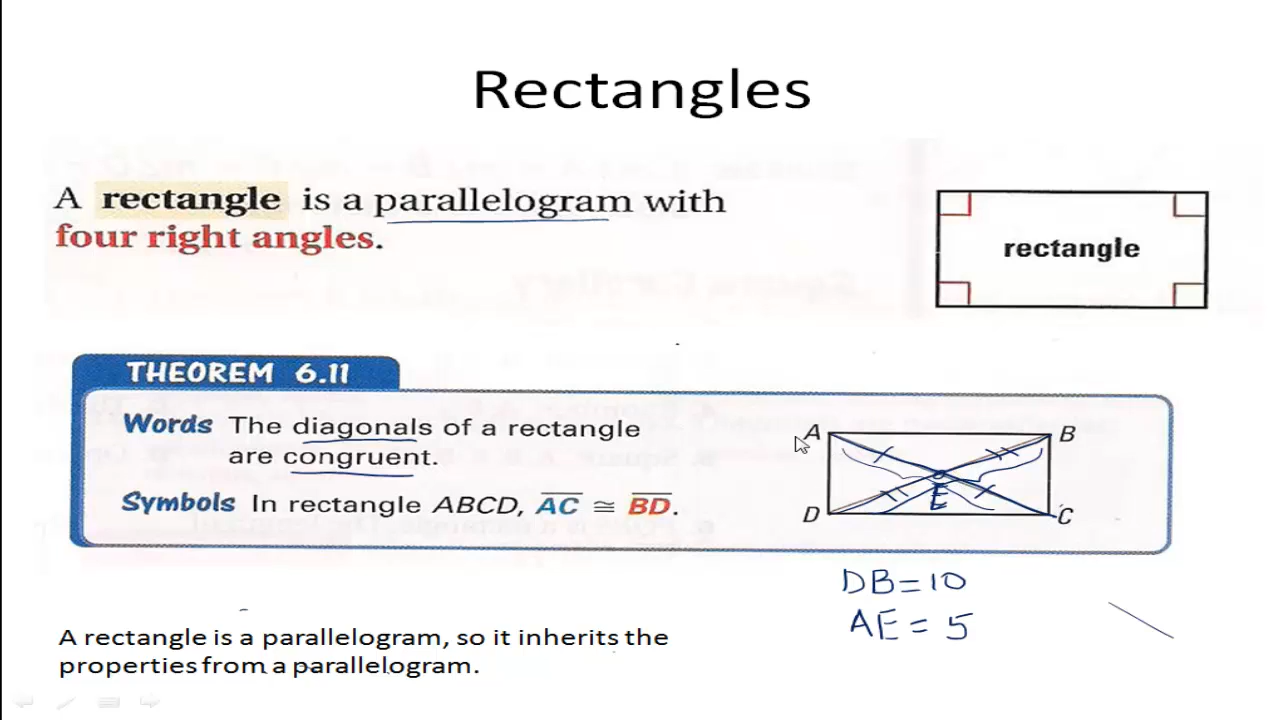 Rectangles
A rectangle is a parallelogram with
four right angles.
rectangle
THEOREM 6.11
Words The diagonals of a rectangle
are congruent.
Symbols In rectangle ABCD, AC ≅ BD.
A
B
E
D
C
DB = 10
AE = 5
A rectangle is a parallelogram, so it inherits the
properties from a parallelogram.